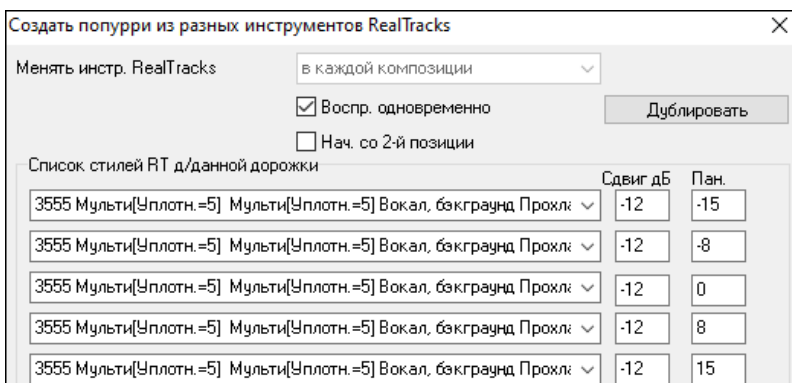 Создать попурри из разных инструментов RealTracks
Менять инстр. RealTracks в каждой композиции
Воспр. одновременно Дублировать
Нач. со 2-й позиции
Список стилей RT д/данной дорожки Сдвиг дБ Пан.
3555 Мульти[Уплотн.=5] Мульти[Уплотн.=5] Вокал, бэкграунд Прохла -12 -15
3555 Мульти[Уплотн.=5] Мульти[Уплотн.=5] Вокал, бэкграунд Прохла -12 -8
3555 Мульти[Уплотн.=5] Мульти[Уплотн.=5] Вокал, бэкграунд Прохла -12 0
3555 Мульти[Уплотн.=5] Мульти[Уплотн.=5] Вокал, бэкграунд Прохла -12 8
3555 Мульти[Уплотн.=5] Мульти[Уплотн.=5] Вокал, бэкграунд Прохла -12 15